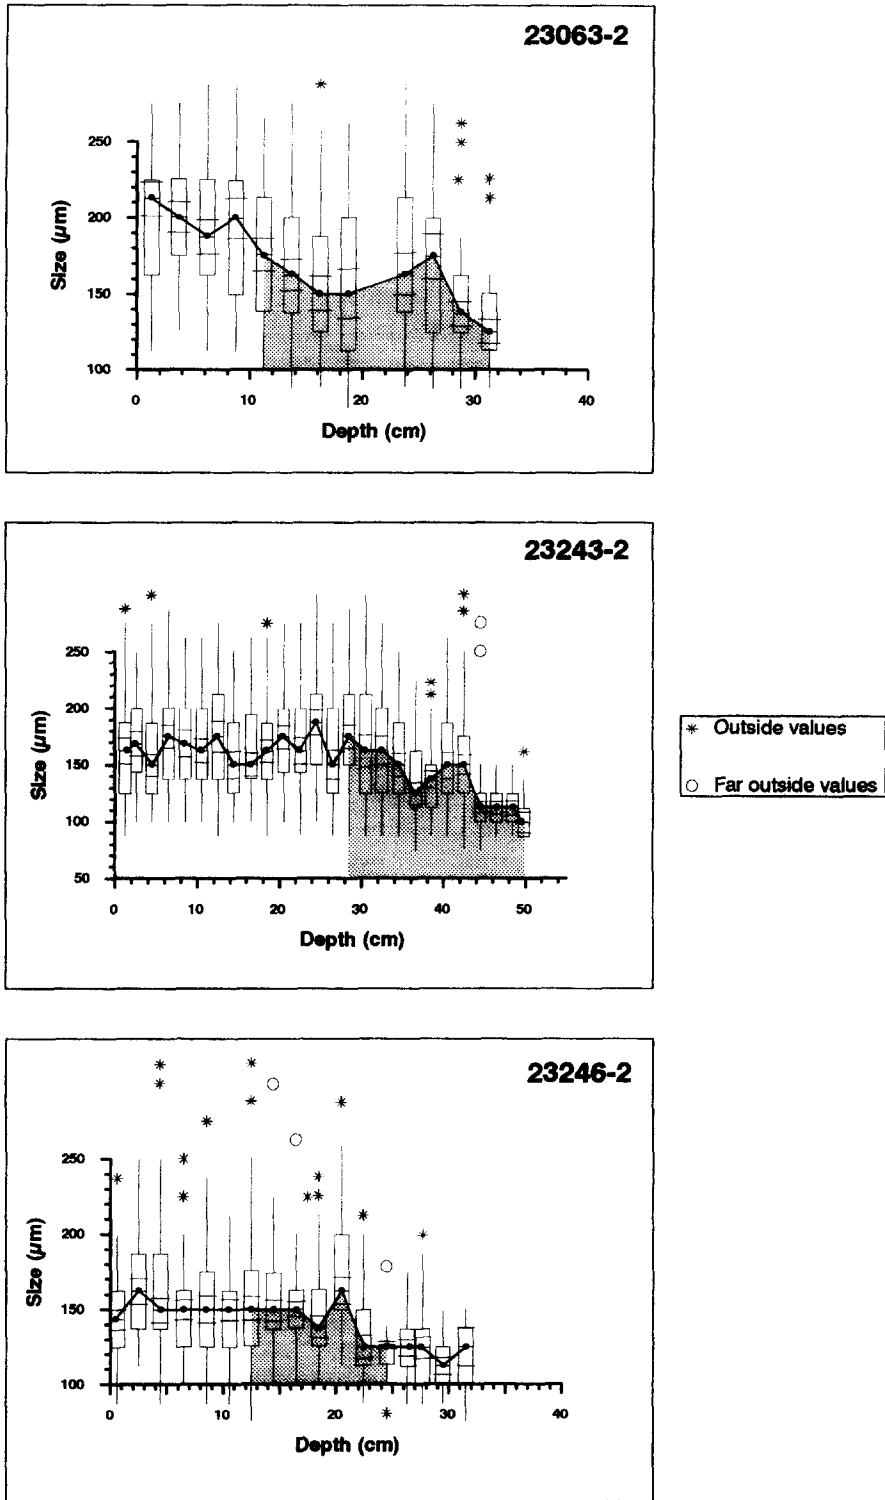 23063-2
250
200
150
100
Size (µm)
0 10 20 30 40
Depth (cm)
23243-2
250
200
150
100
50
Size (µm)
0 10 20 30 40 50
Depth (cm)
Outside values
Far outside values
23246-2
250
200
150
100
Size (µm)
0 10 20 30 40
Depth (cm)